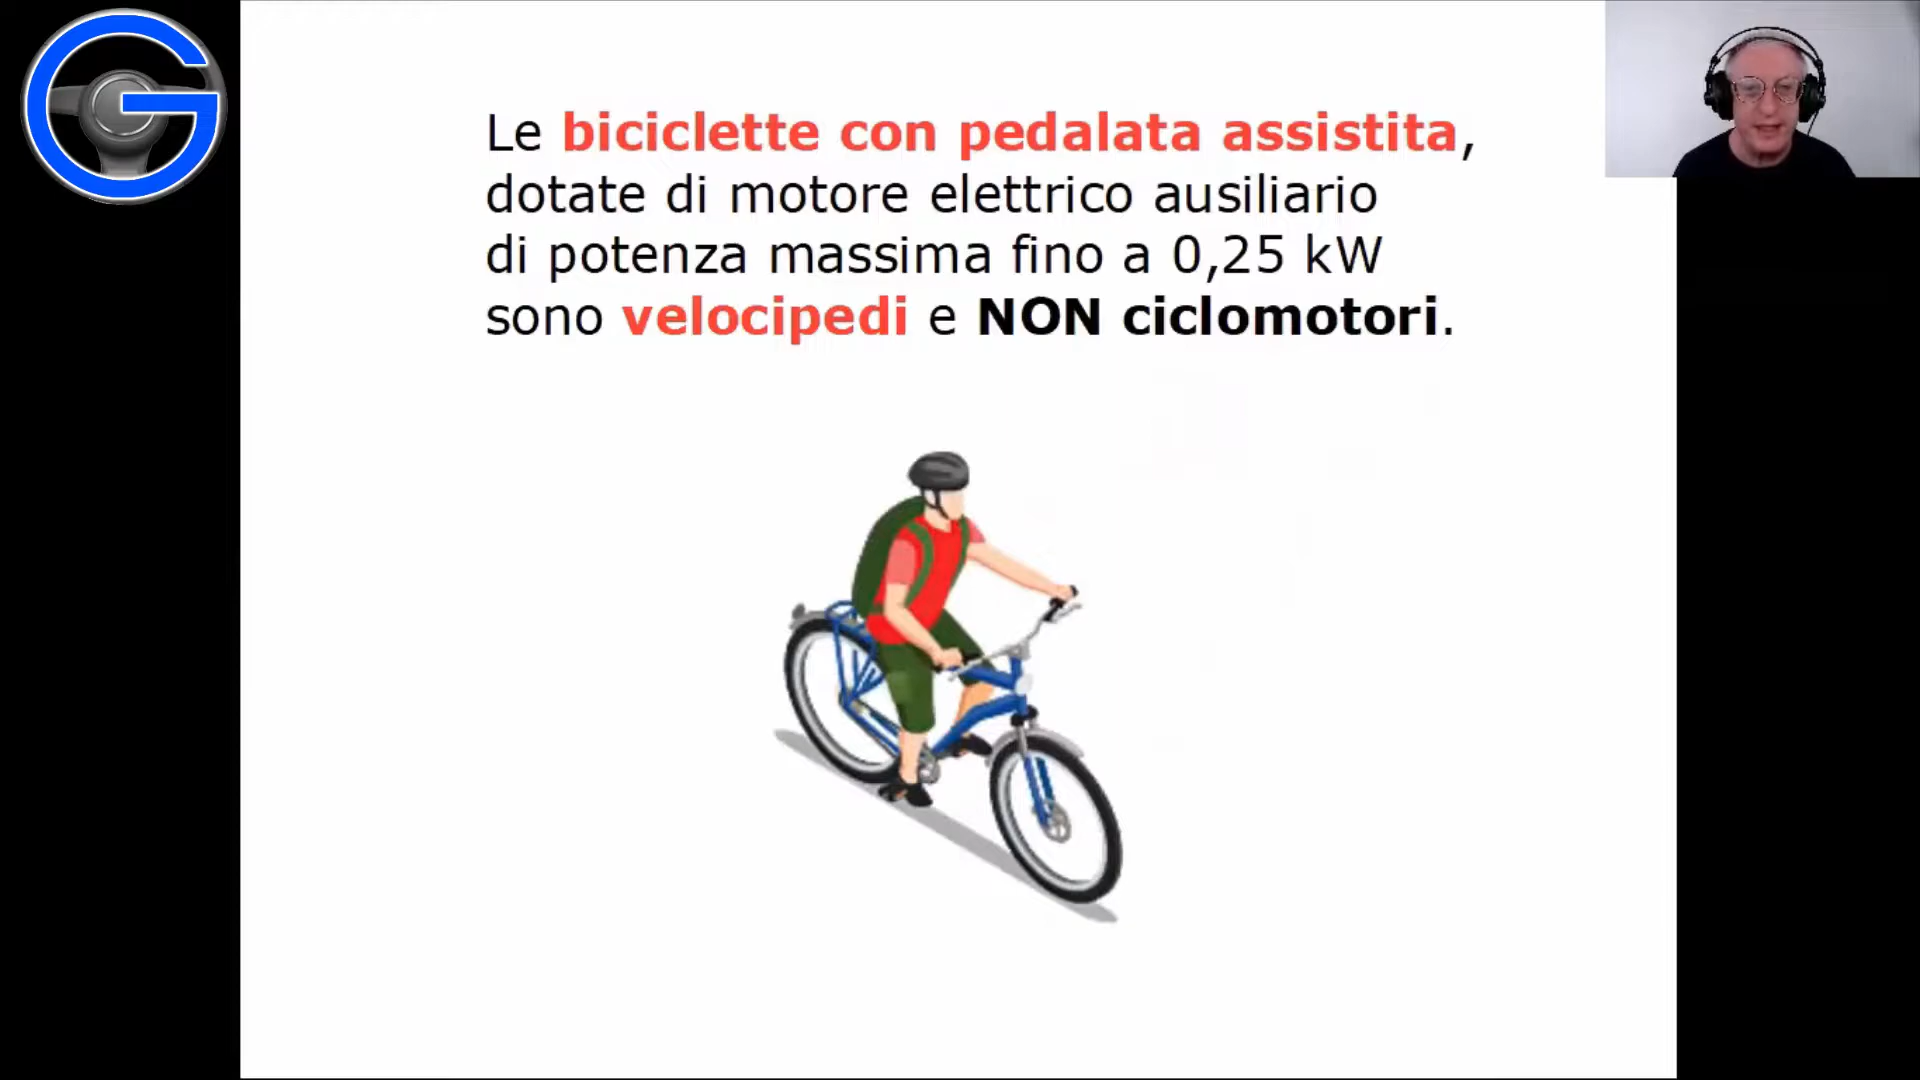 G
Le biciclette con pedalata assistita,
dotate di motore elettrico ausiliario
di potenza massima fino a 0,25 kW
sono velocipedi e NON ciclomotori.